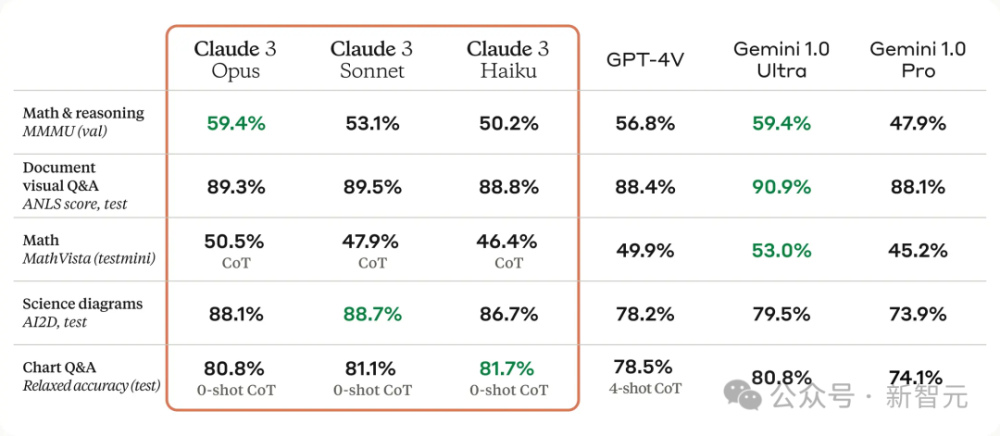 Claude 3 Opus
Claude 3 Sonnet
Claude 3 Haiku
GPT-4V
Gemini 1.0 Ultra
Gemini 1.0 Pro
Math & reasoning
MMMU (val)
59.4% 53.1% 50.2% 56.8% 59.4% 47.9%
Document
visual Q&A
ANLS score, test
89.3% 89.5% 88.8% 88.4% 90.9% 88.1%
Math
MathVista (testmini)
50.5% 47.9% 46.4% 49.9% 53.0% 45.2%
CoT CoT CoT
Science diagrams
AI2D, test
88.1% 88.7% 86.7% 78.2% 79.5% 73.9%
Chart Q&A
Relaxed accuracy (test)
80.8% 81.1% 81.7% 78.5% 80.8% 74.1%
0-shot CoT 0-shot CoT 0-shot CoT 4-shot CoT
公众号 · 新智元